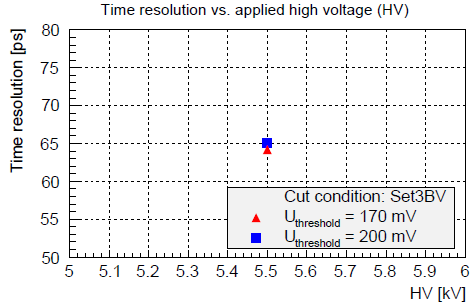 Time resolution vs. applied high voltage (HV)
Time resolution [ps]
80
75
70
65
60
55
50
Cut condition: Set3BV
U_threshold = 170 mV
U_threshold = 200 mV
5 5.1 5.2 5.3 5.4 5.5 5.6 5.7 5.8 5.9 6
HV [kV]